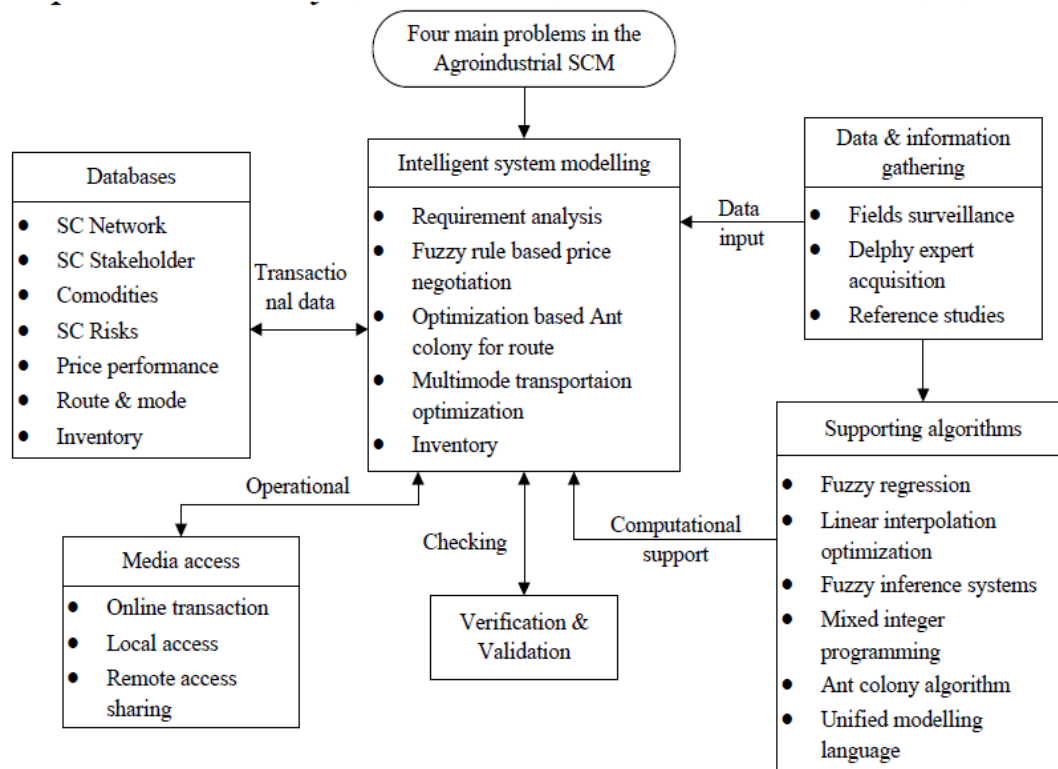 Four main problems in the
Agroindustrial SCM
Databases
● SC Network
● SC Stakeholder
● Comodities
● SC Risks
● Price performance
● Route & mode
● Inventory
Transactio
nal data
Intelligent system modelling
● Requirement analysis
● Fuzzy rule based price
negotiation
● Optimization based Ant
colony for route
● Multimode transportaion
optimization
● Inventory
Data
input
Data & information
gathering
● Fields surveillance
● Delphy expert
acquisition
● Reference studies
Operational
Media access
● Online transaction
● Local access
● Remote access
sharing
Checking
Verification &
Validation
Computational
support
Supporting algorithms
● Fuzzy regression
● Linear interpolation
optimization
● Fuzzy inference systems
● Mixed integer
programming
● Ant colony algorithm
● Unified modelling
language